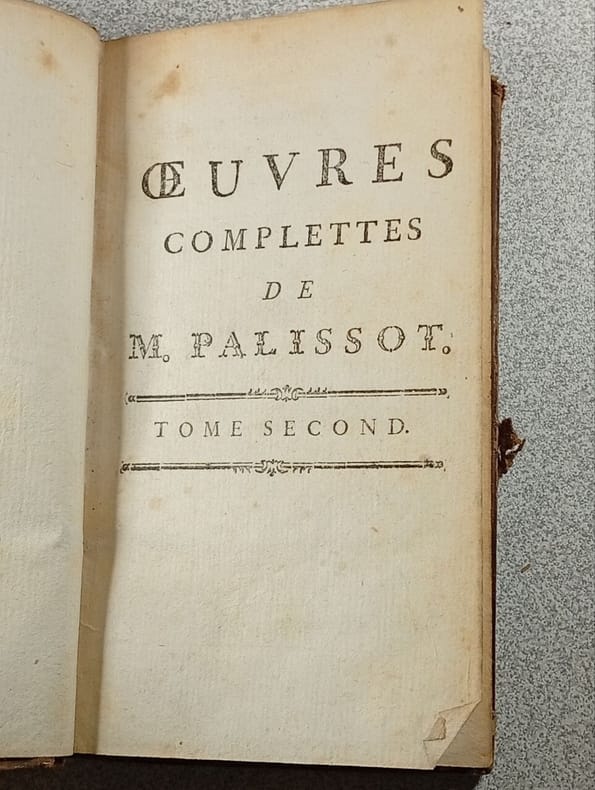 ŒUVRES
COMPLETTES
DE
M. PALISSOT.
TOME SECOND.